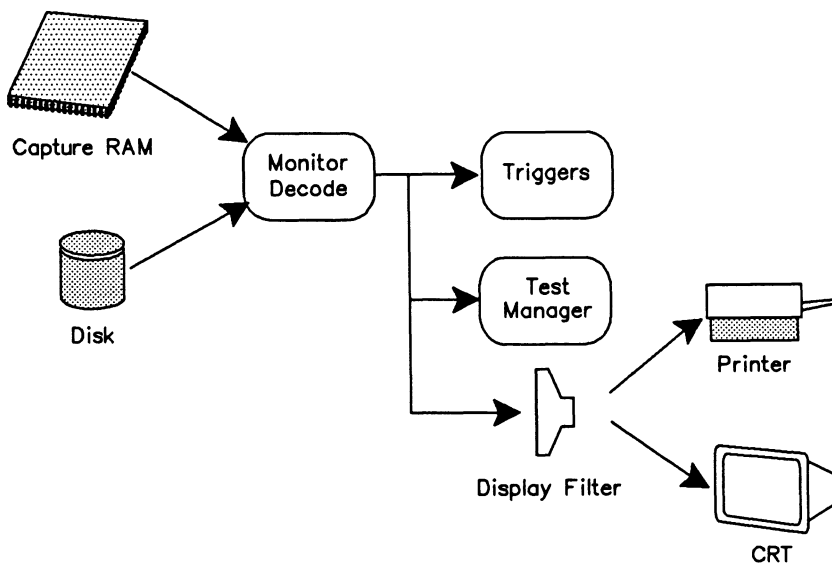 Capture RAM
Monitor
Decode
Triggers
Disk
Test
Manager
Printer
Display Filter
CRT